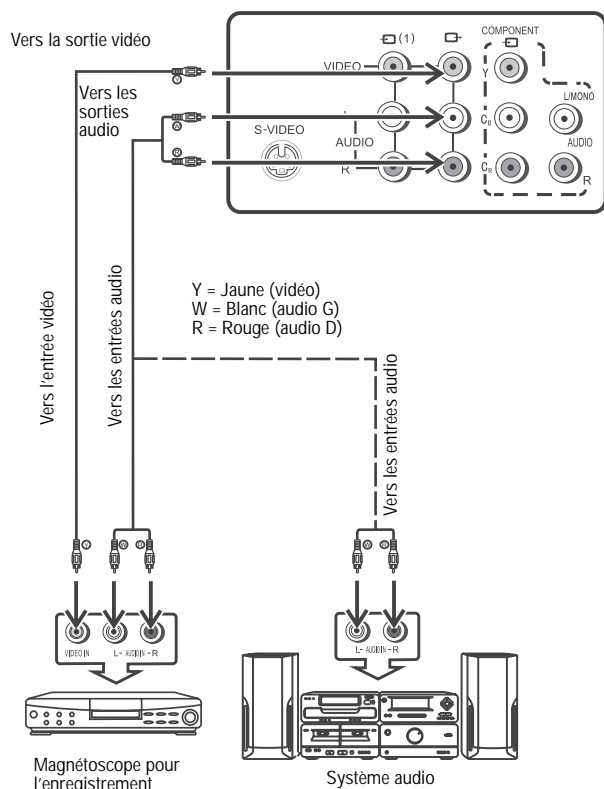 Vers la sortie vidéo
(1)
COMPONENT
VIDEO
Y
Vers les
sorties
audio
Y
W
R
S-VIDEO
AUDIO
R
CB
CR
L/MONO
AUDIO
R
Y = Jaune (vidéo)
W = Blanc (audio G)
R = Rouge (audio D)
Vers l'entrée vidéo
Vers les entrées audio
Vers les entrées audio
Y
W
R
W
R
VIDEO IN
L- AUDIO IN - R
L- AUDIO IN - R
Magnétoscope pour
l'enregistrement
Système audio